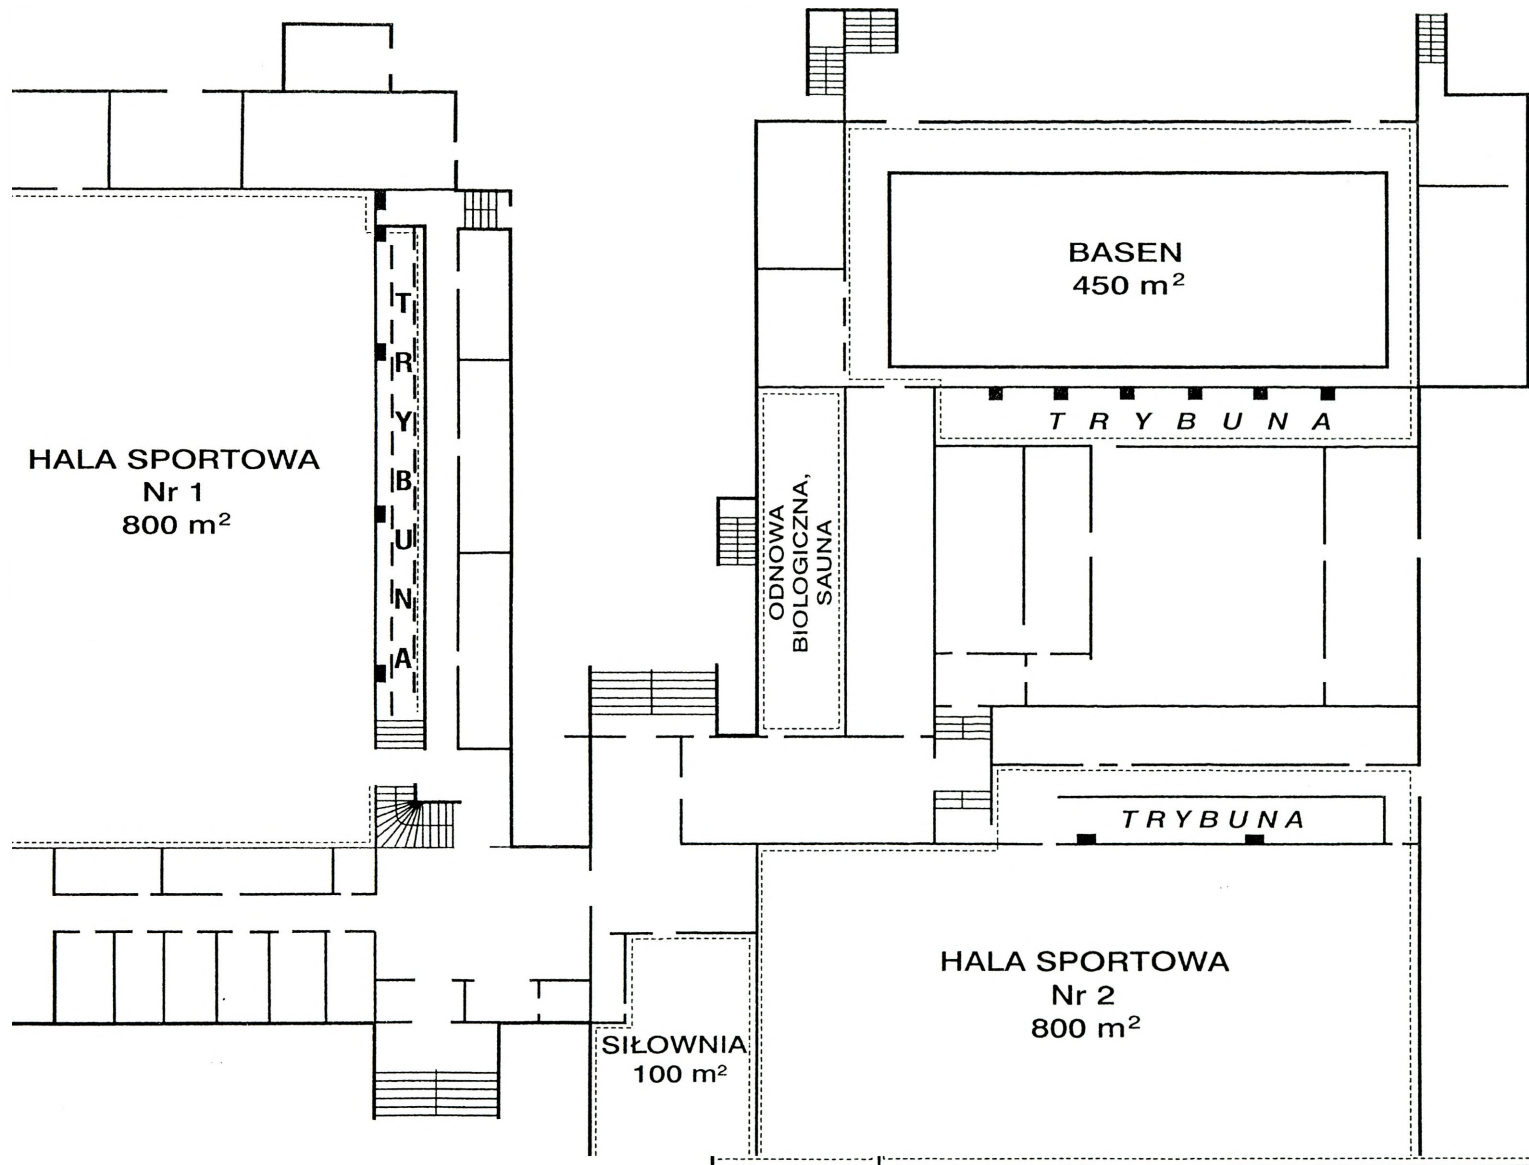 BASEN
450 m²
TRYBUNA
TRYBUNA
HALA SPORTOWA
Nr 1
800 m²
ODNOWA
BIOLOGICZNA,
SAUNA
TRYBUNA
HALA SPORTOWA
Nr 2
800 m²
SIŁOWNIA
100 m²